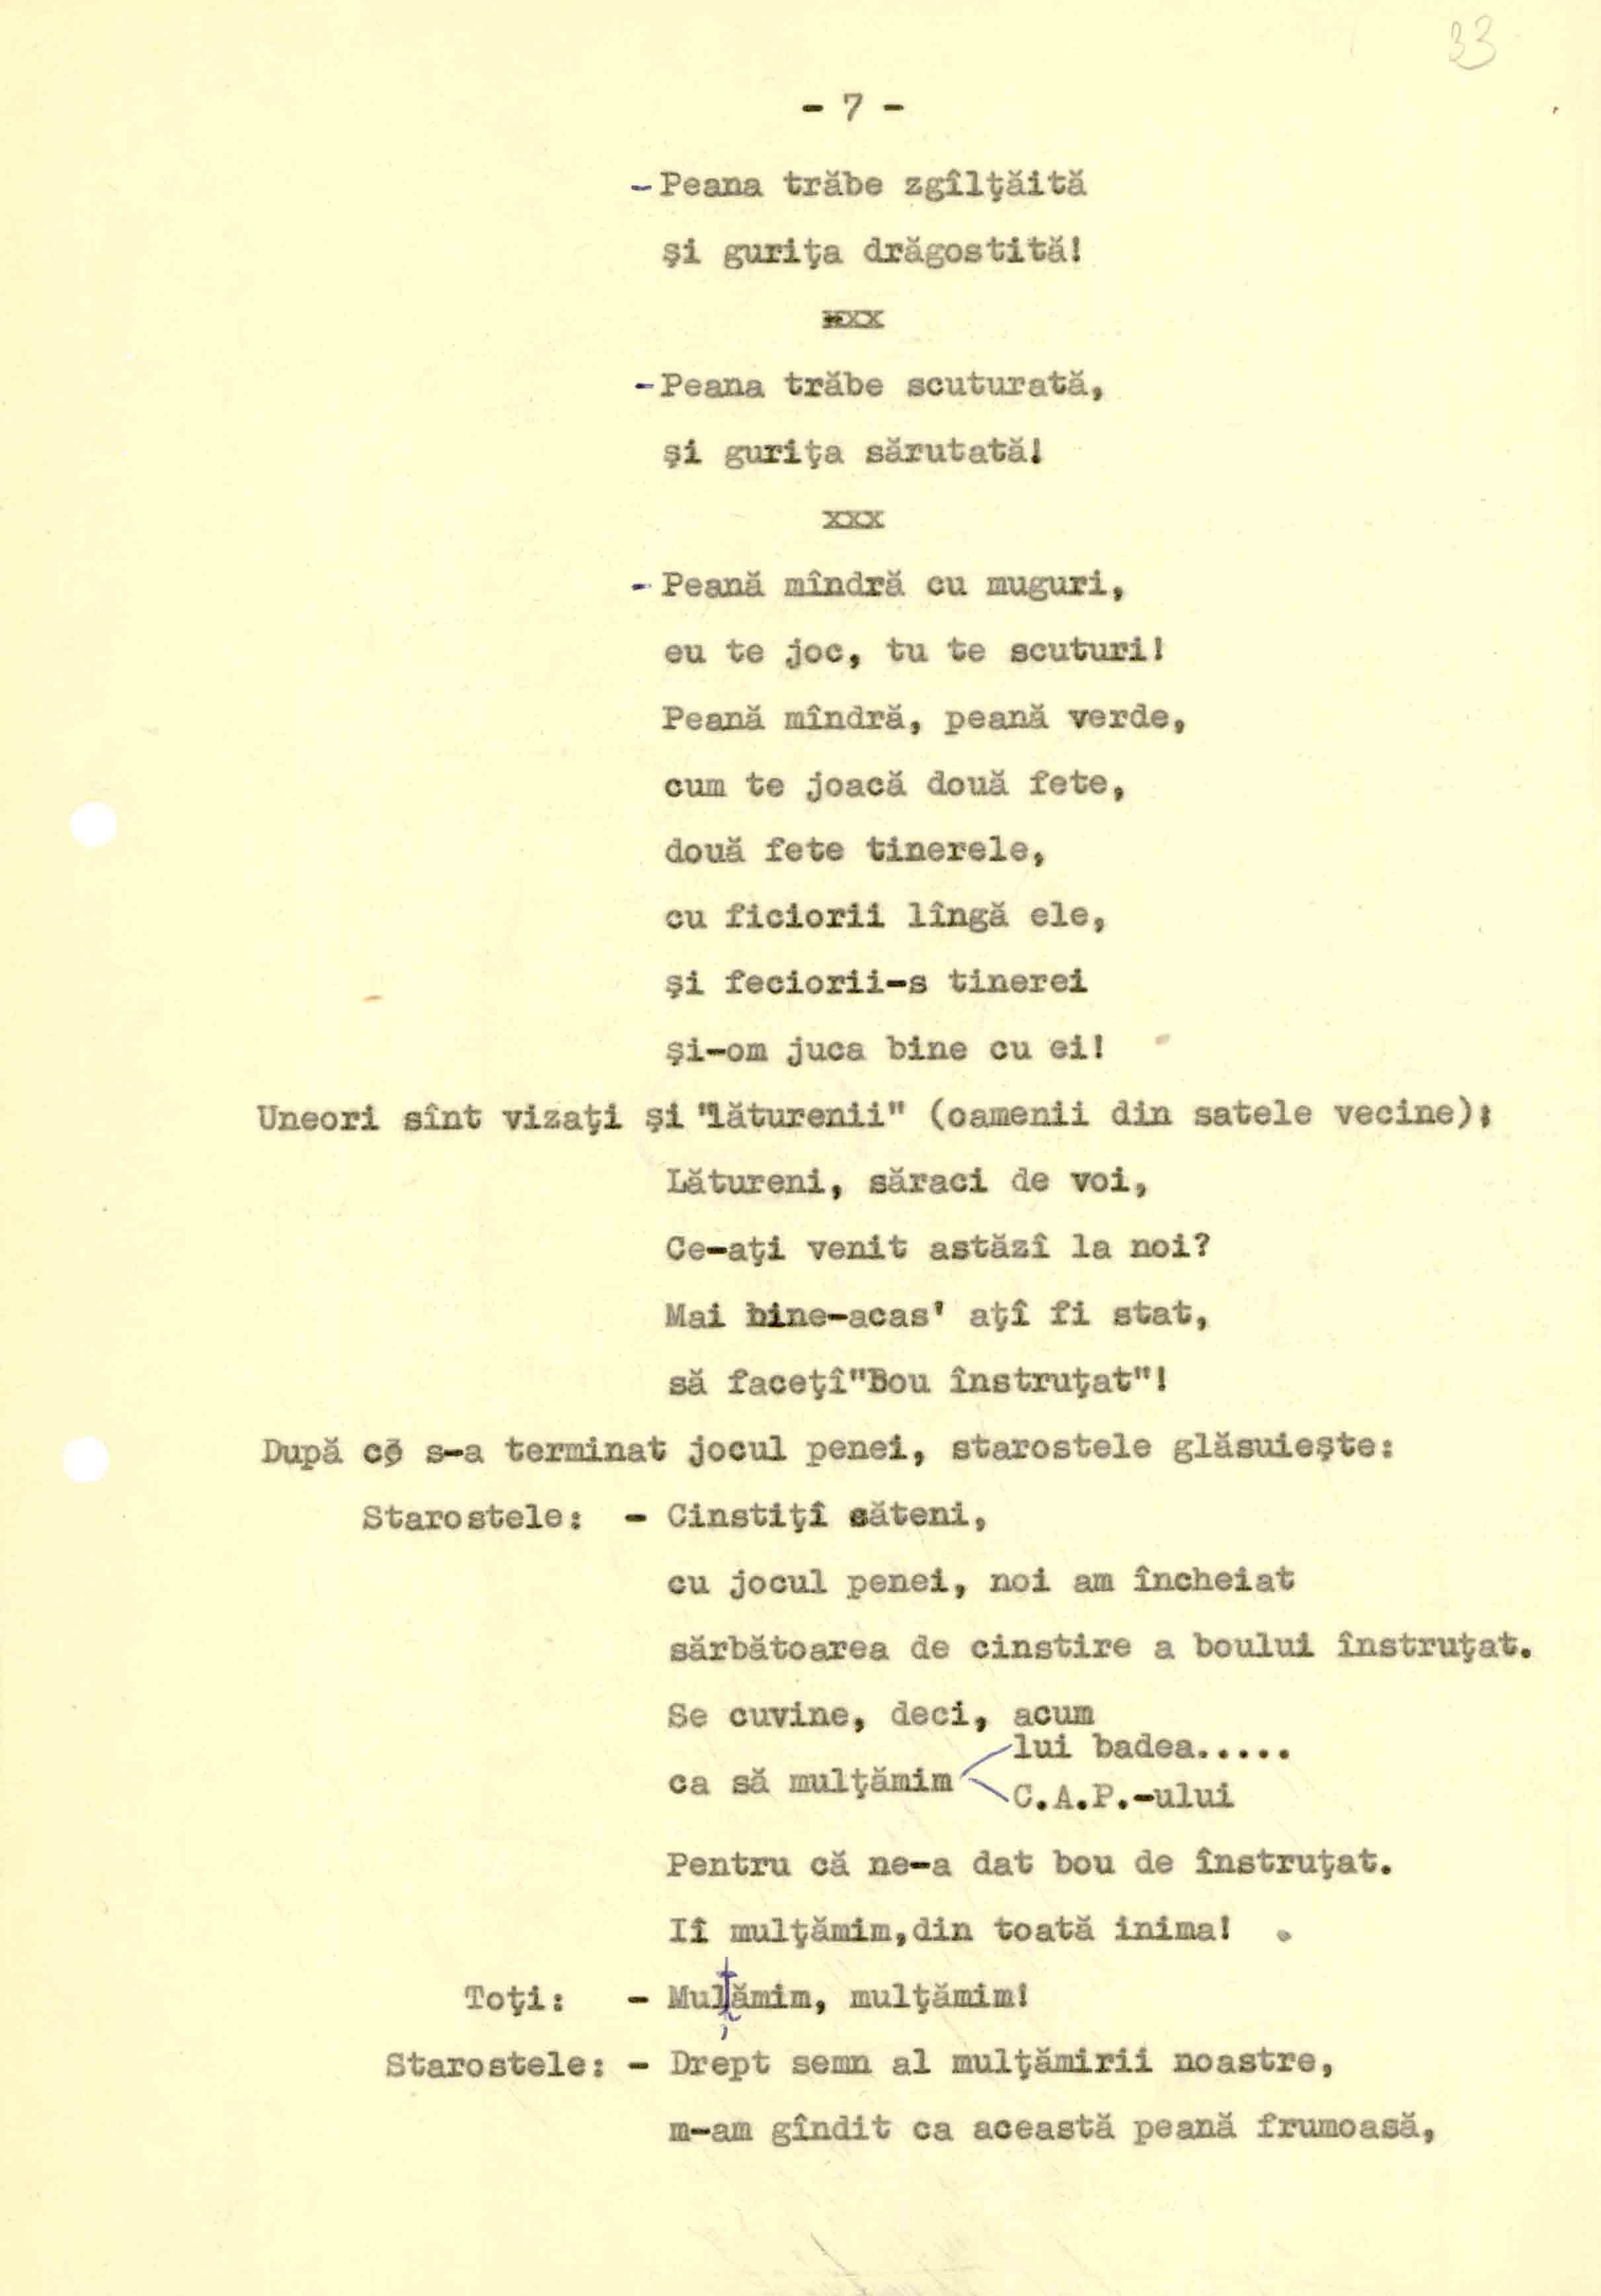 33
- 7 -
-Peana trăbe zgîlţăită
şi guriţa drăgostită!
xxx
-Peana trăbe scuturată,
şi guriţa sărutată!
xxx
-Peană mîndră cu muguri,
eu te joc, tu te scuturi!
Peană mîndră, peană verde,
cum te joacă două fete,
două fete tinerele,
cu ficiorii lîngă ele,
şi feciorii-s tinerei
şi-om juca bine cu ei!
Uneori sînt vizaţi şi "lăturenii" (oamenii din satele vecine);
Lătureni, săraci de voi,
Ce-aţi venit astăzî la noi?
Mai bine-acas' aţî fi stat,
să faceţî"Bou înstruţat"!
După ce s-a terminat jocul penei, starostele glăsuieşte:
Starostele: - Cinstiţî săteni,
cu jocul penei, noi am încheiat
sărbătoarea de cinstire a boului înstruţat.
Se cuvine, deci, acum
lui badea.....
ca să mulţămim
C.A.P.-ului
Pentru că ne-a dat bou de înstruţat.
Iî mulţămim,din toată inima!
Toţi: - Mulţămim, mulţămim!
Starostele: - Drept semn al mulţămirii noastre,
m-am gîndit ca această peană frumoasă,